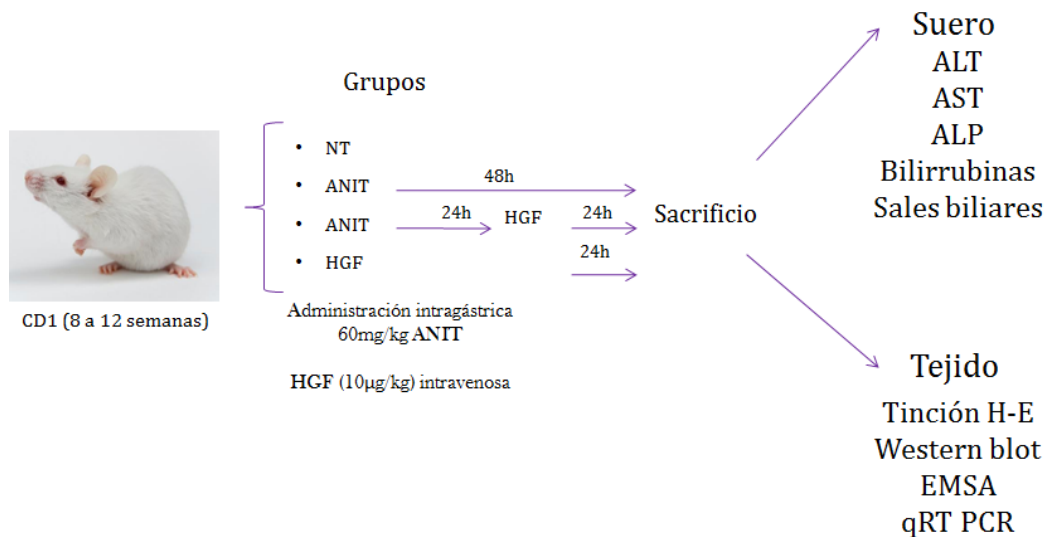 Grupos
CD1 (8 a 12 semanas)
• NT
• ANIT 48h
• ANIT 24h HGF 24h
• HGF 24h
Administración intragástrica
60mg/kg ANIT
HGF (10µg/kg) intravenosa
Sacrificio
Suero
ALT
AST
ALP
Bilirrubinas
Sales biliares
Tejido
Tinción H-E
Western blot
EMSA
qRT PCR